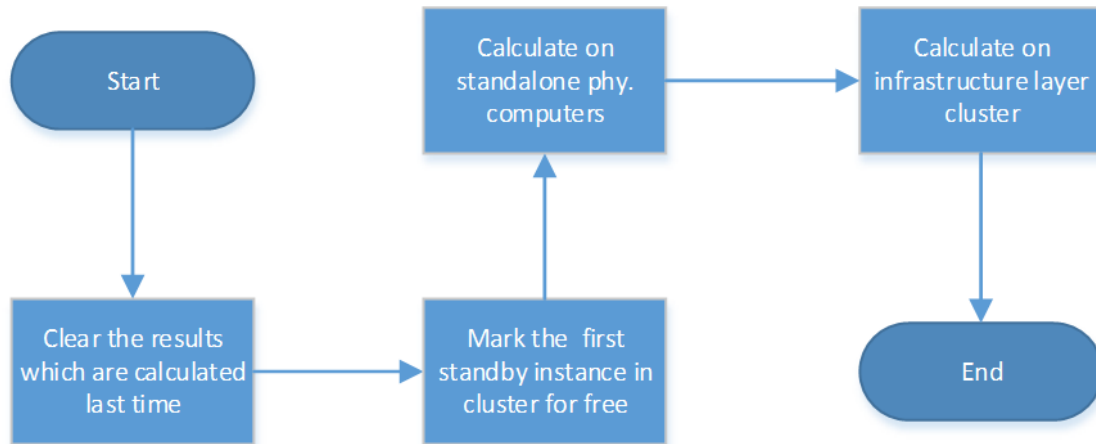 Start
Clear the results
which are calculated
last time
Mark the first
standby instance in
cluster for free
Calculate on
standalone phy.
computers
Calculate on
infrastructure layer
cluster
End